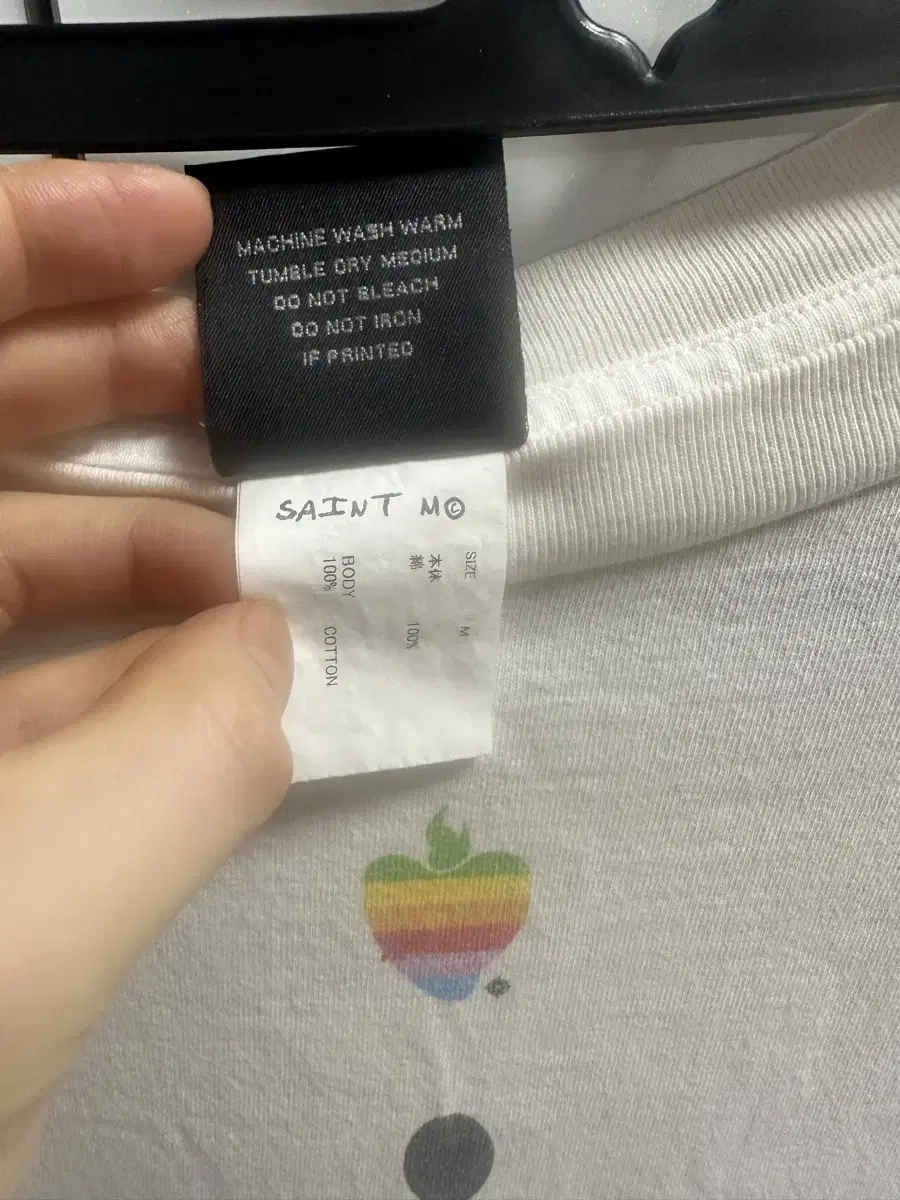 MACHINE WASH WARM
TUMBLE DRY MEDIUM
DO NOT BLEACH
DO NOT IRON
IF PRINTED
SAINT M©
SIZE M
本体
綿 100%
BODY
100% COTTON